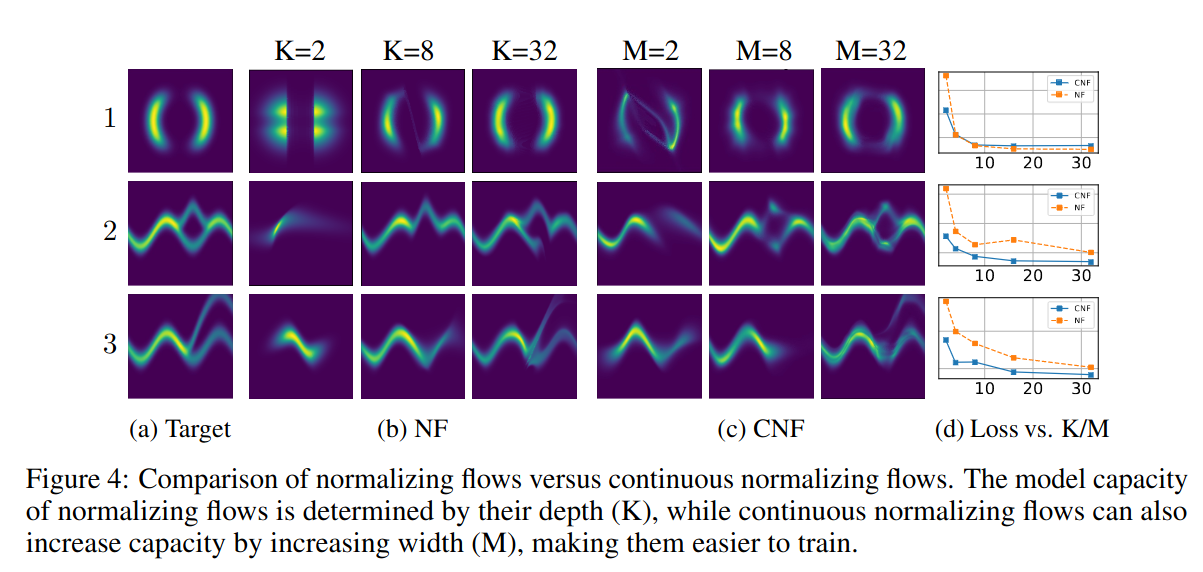 K=2 K=8 K=32 M=2 M=8 M=32
1
CNF
NF
10 20 30
2
CNF
NF
10 20 30
3
CNF
NF
10 20 30
(a) Target (b) NF (c) CNF (d) Loss vs. K/M
Figure 4: Comparison of normalizing flows versus continuous normalizing flows. The model capacity
of normalizing flows is determined by their depth (K), while continuous normalizing flows can also
increase capacity by increasing width (M), making them easier to train.